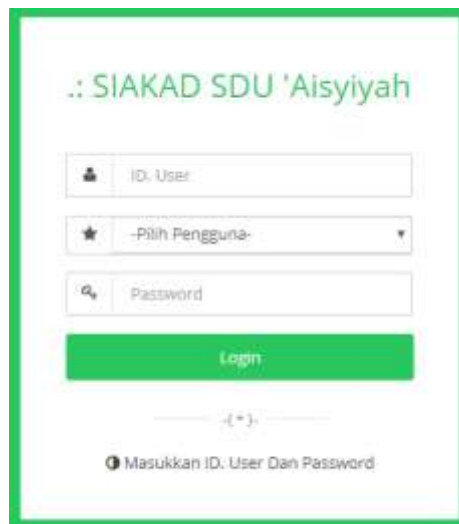 .: SIAKAD SDU 'Aisyiyah
ID. User
-Pilih Pengguna-
Password
Login
-( * )-
Masukkan ID. User Dan Password